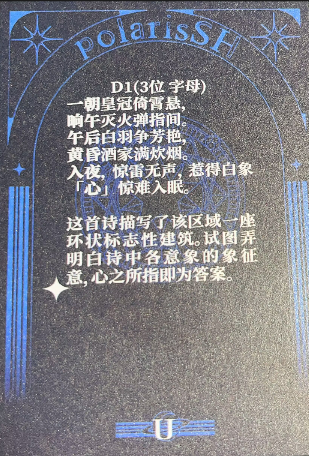 PolarisSH
D1(3位 字母)
一朝皇冠倚霄悬,
晌午灭火弹指间。
午后白羽争芳艳,
黄昏酒家满炊烟。
入夜, 惊雷无声, 惹得白象
「心」惊难入眠。
这首诗描写了该区域一座
环状标志性建筑。试图弄
明白诗中各意象的象征
意, 心之所指即为答案。
U